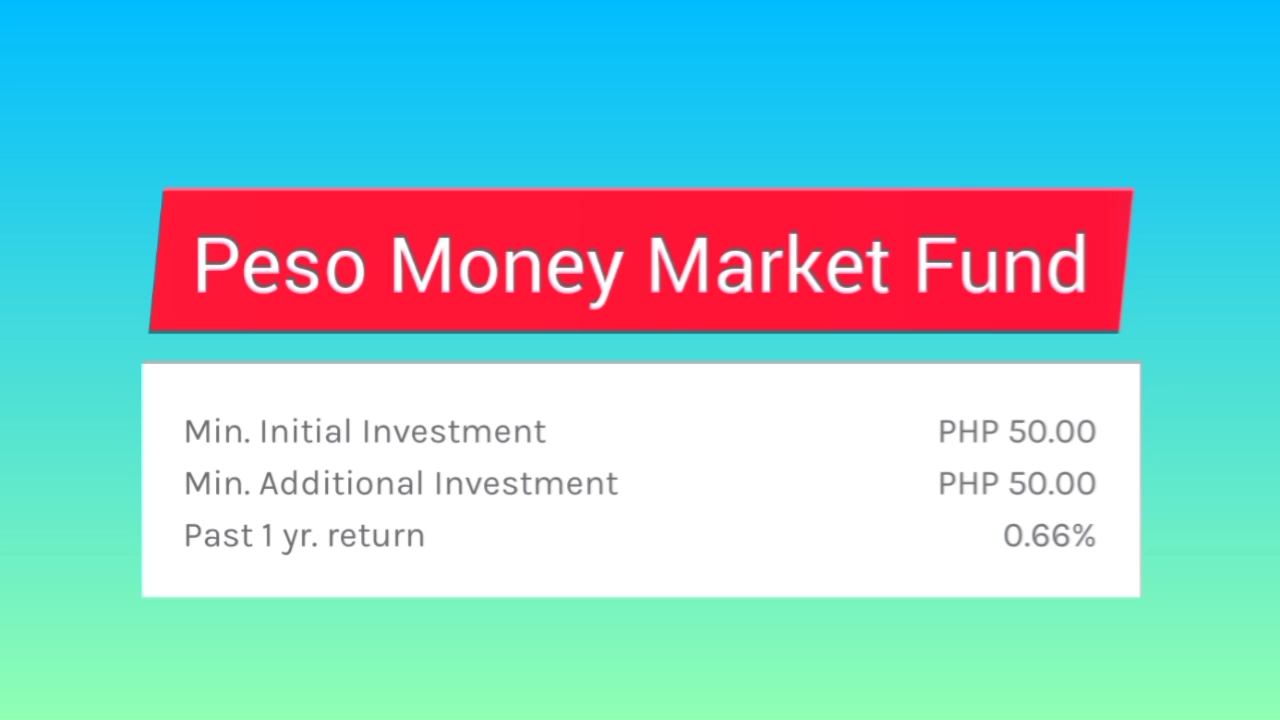 Peso Money Market Fund
Min. Initial Investment PHP 50.00
Min. Additional Investment PHP 50.00
Past 1 yr. return 0.66%